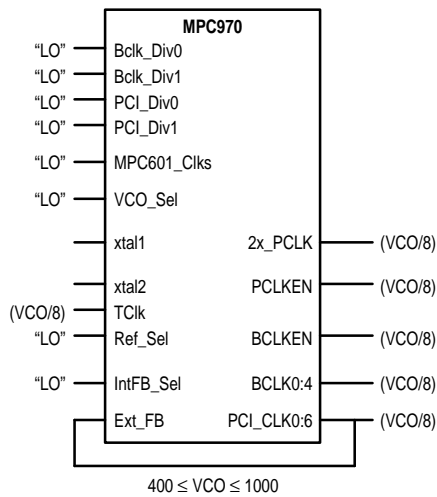 MPC970
“LO” Bclk_Div0
“LO” Bclk_Div1
“LO” PCI_Div0
“LO” PCI_Div1
“LO” MPC601_Clks
“LO” VCO_Sel
xtal1 2x_PCLK (VCO/8)
xtal2 PCLKEN (VCO/8)
(VCO/8) TClk
“LO” Ref_Sel BCLKEN (VCO/8)
“LO” IntFB_Sel BCLK0:4 (VCO/8)
Ext_FB PCI_CLK0:6 (VCO/8)
400 ≤ VCO ≤ 1000